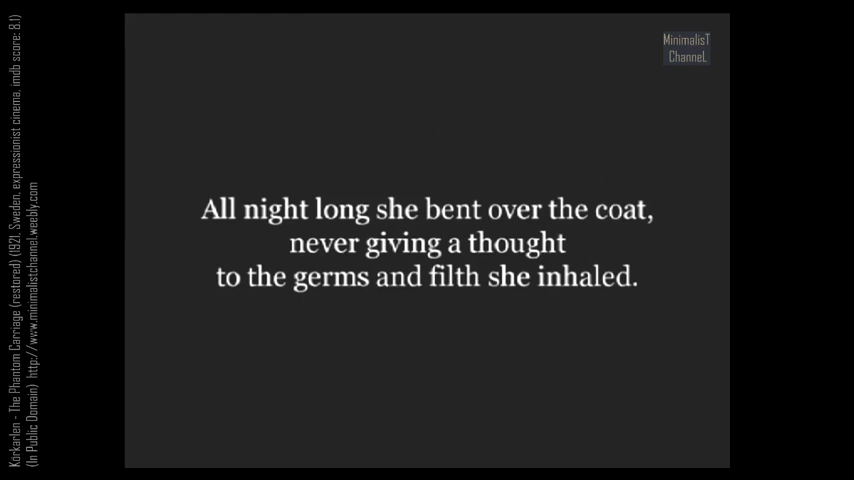 MinimalisT
ChanneL
All night long she bent over the coat,
never giving a thought
to the germs and filth she inhaled.
Körkarlen - The Phantom Carriage (restored) (1921, Sweden, expressionist cinema, imdb score: 8.1)
(In Public Domain) http://www.minimalistchannel.weebly.com